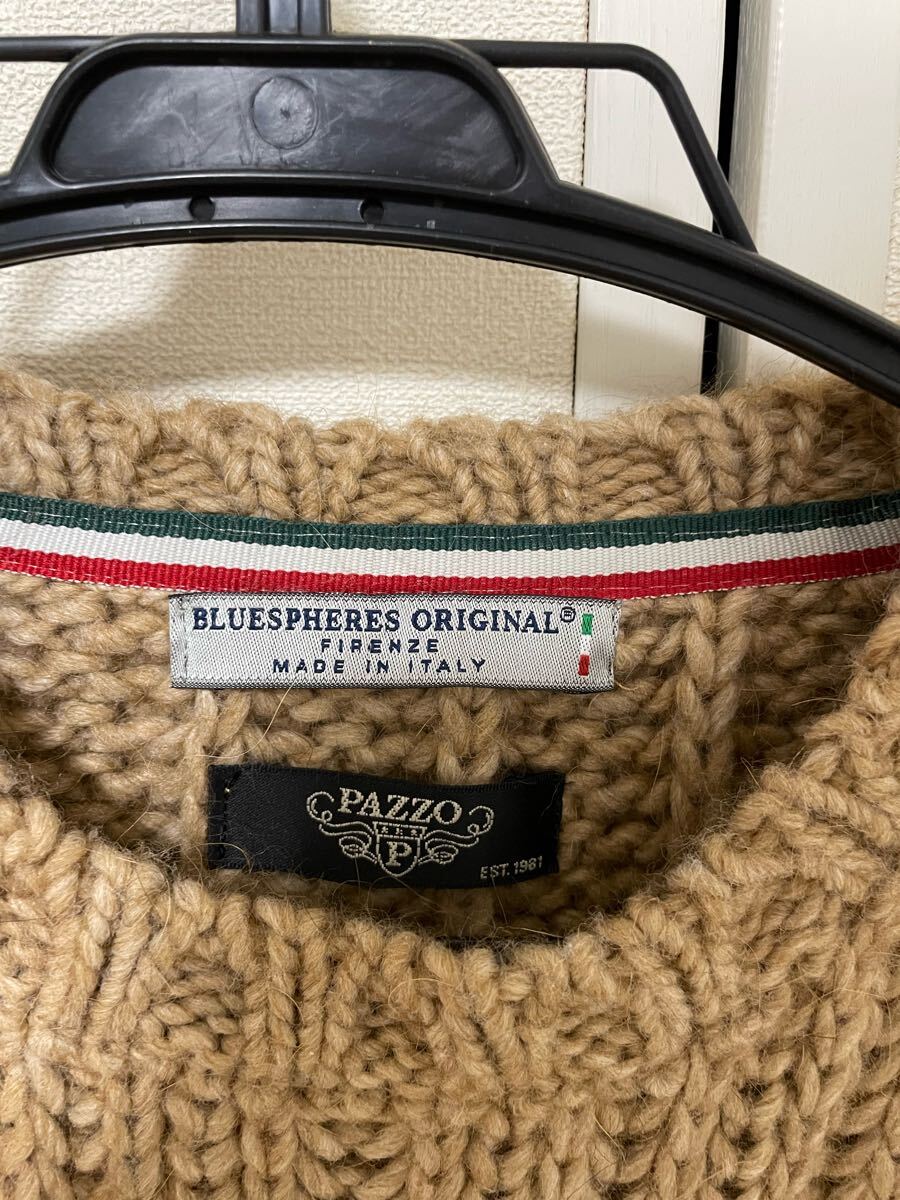 BLUESPHERES ORIGINAL®
FIRENZE
MADE IN ITALY
PAZZO
P
EST. 1981